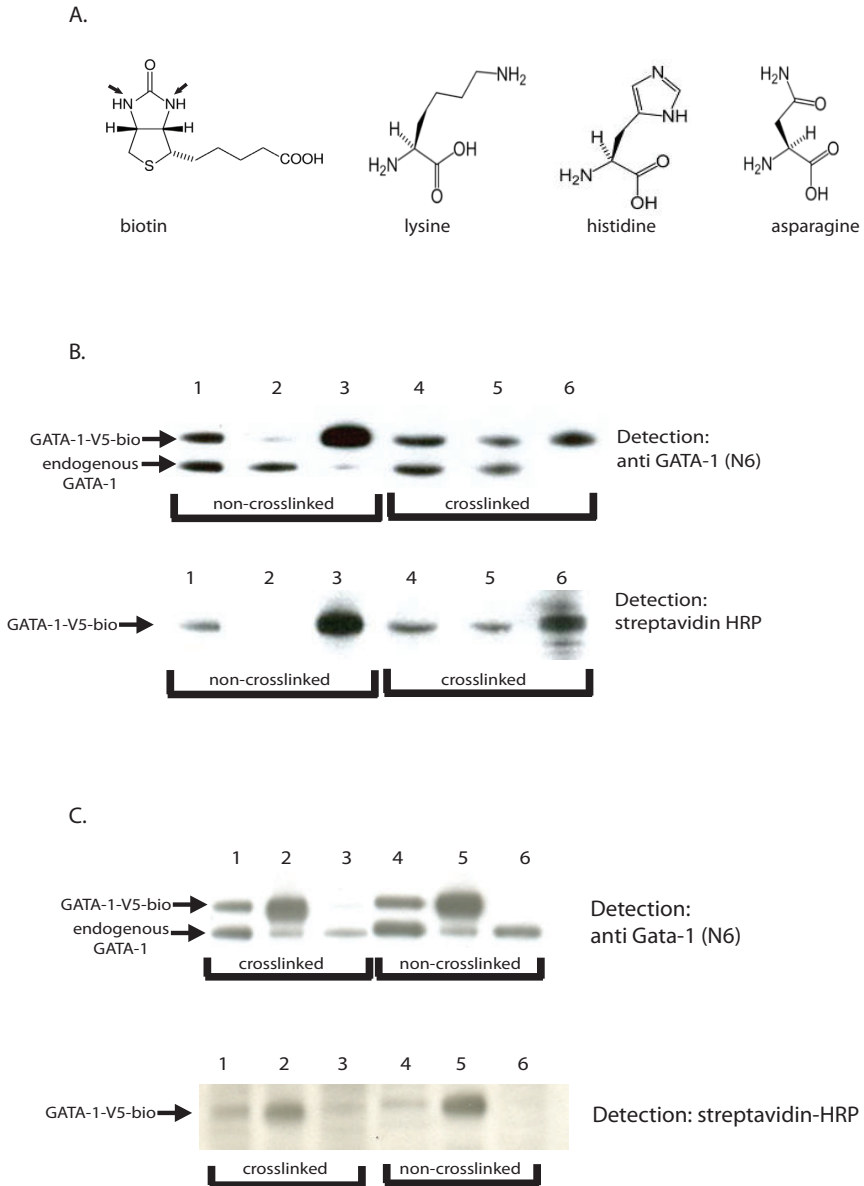 A.
O
HN NH
H H
S COOH
biotin
NH₂
H
OH
H₂N
O
lysine
N
NH
H
O
H₂N
OH
histidine
H₂N
O
H
O
H₂N
OH
asparagine
B.
1 2 3 4 5 6
GATA-1-V5-bio
endogenous
GATA-1
non-crosslinked crosslinked
Detection:
anti GATA-1 (N6)
1 2 3 4 5 6
GATA-1-V5-bio
non-crosslinked crosslinked
Detection:
streptavidin HRP
C.
1 2 3 4 5 6
GATA-1-V5-bio
endogenous
GATA-1
crosslinked non-crosslinked
Detection:
anti Gata-1 (N6)
1 2 3 4 5 6
GATA-1-V5-bio
crosslinked non-crosslinked
Detection: streptavidin-HRP